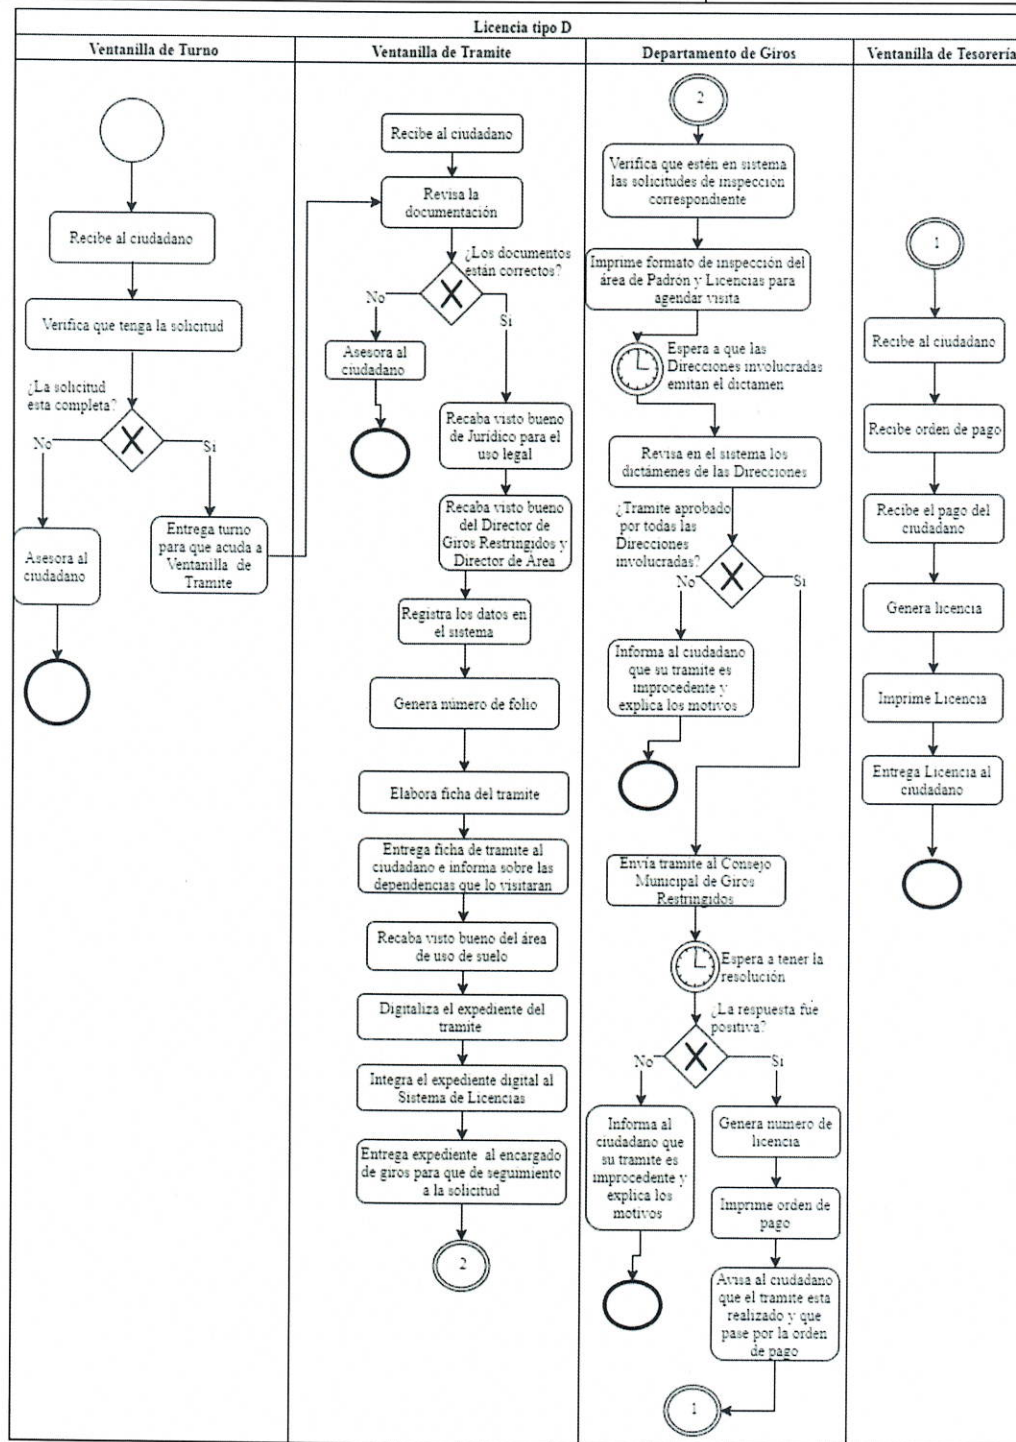 Licencia tipo D
Ventanilla de Turno
Recibe al ciudadano
Verifica que tenga la solicitud
¿La solicitud
esta completa?
No
Si
Asesora al
ciudadano
Entrega turno
para que acuda a
Ventanilla de
Tramite
Ventanilla de Tramite
Recibe al ciudadano
Revisa la
documentación
¿Los documentos
están correctos?
No
Si
Asesora al
ciudadano
Recaba visto bueno
de Jurídico para el
uso legal
Recaba visto bueno
del Director de
Giros Restringidos y
Director de Area
Registra los datos en
el sistema
Genera número de folio
Elabora ficha del tramite
Entrega ficha de tramite al
ciudadano e informa sobre las
dependencias que lo visitaran
Recaba visto bueno del área
de uso de suelo
Digitaliza el expediente del
tramite
Integra el expediente digital al
Sistema de Licencias
Entrega expediente al encargado
de giros para que de seguimiento
a la solicitud
2
Departamento de Giros
2
Verifica que estén en sistema
las solicitudes de inspección
correspondiente
Imprime formato de inspección del
área de Padrón y Licencias para
agendar visita
Espera a que las
Direcciones involucradas
emitan el dictamen
Revisa en el sistema los
dictámenes de las Direcciones
¿Tramite aprobado
por todas las
Direcciones
involucradas?
No
Si
Informa al ciudadano
que su tramite es
improcedente y
explica los motivos
Envía tramite al Consejo
Municipal de Giros
Restringidos
Espera a tener la
resolución
¿La respuesta fue
positiva?
No
Si
Informa al
ciudadano que
su tramite es
improcedente y
explica los
motivos
Genera numero de
licencia
Imprime orden de
pago
Avisa al ciudadano
que el tramite esta
realizado y que
pase por la orden
de pago
1
Ventanilla de Tesorería
1
Recibe al ciudadano
Recibe orden de pago
Recibe el pago del
ciudadano
Genera licencia
Imprime Licencia
Entrega Licencia al
ciudadano